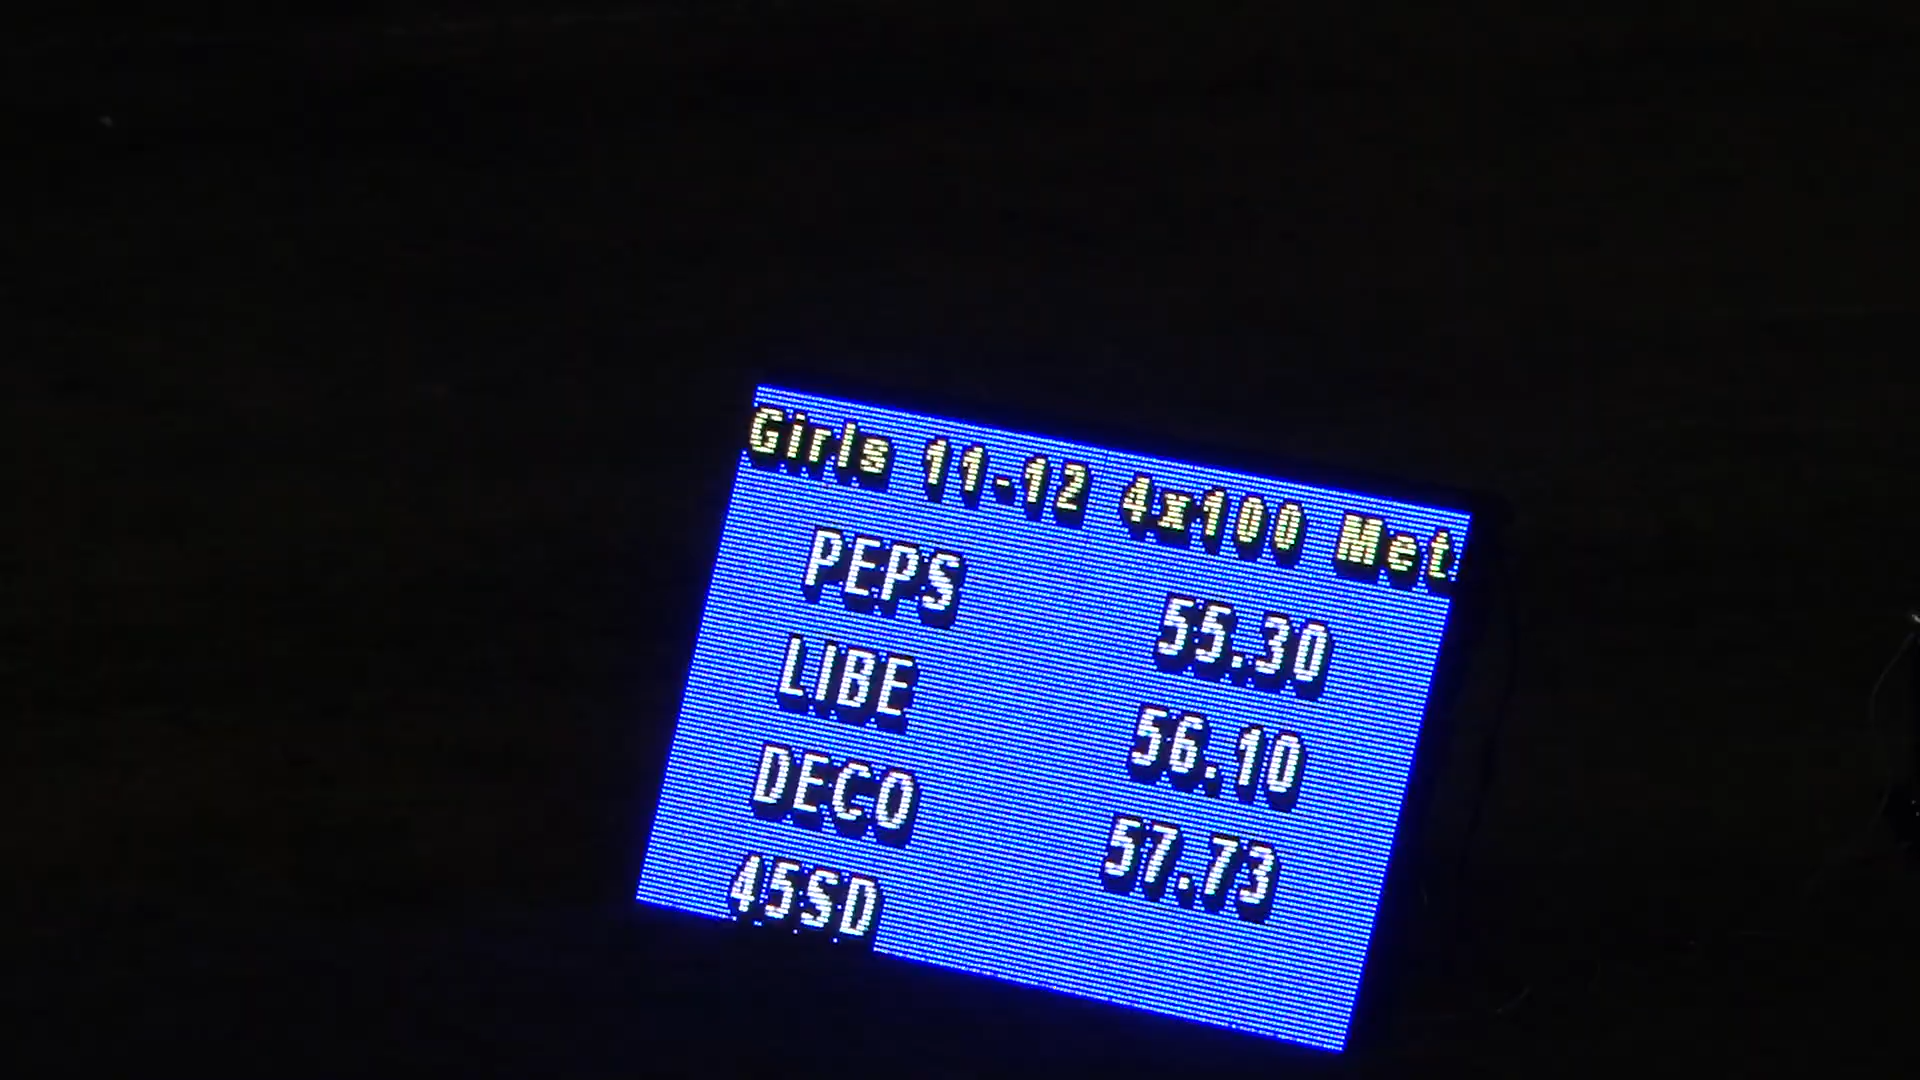 Girls 11-12 4x100 Met
PEPS 55.30
LIBE 56.10
DECO 57.73
45SD